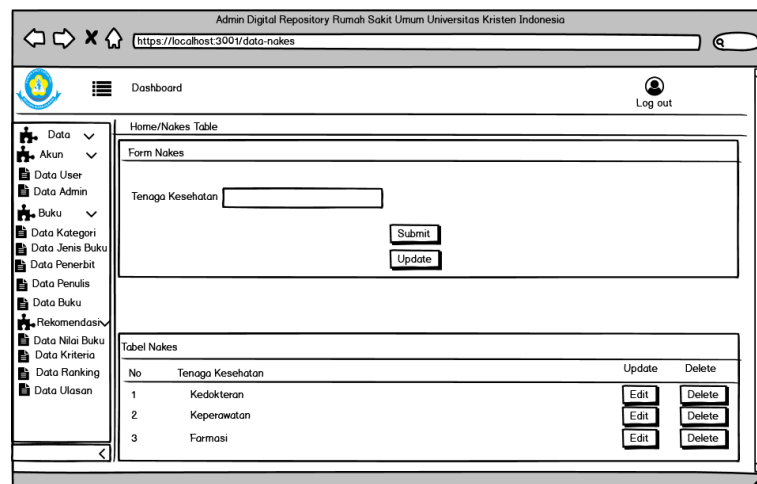 Admin Digital Repository Rumah Sakit Umum Universitas Kristen Indonesia
https://localhost:3001/data-nakes
Dashboard
Log out
Data
Akun
Data User
Data Admin
Buku
Data Kategori
Data Jenis Buku
Data Penerbit
Data Penulis
Data Buku
Rekomendasi
Data Nilai Buku
Data Kriteria
Data Ranking
Data Ulasan
Home/Nakes Table
Form Nakes
Tenaga Kesehatan
Submit
Update
Tabel Nakes
No Tenaga Kesehatan Update Delete
1 Kedokteran Edit Delete
2 Keperawatan Edit Delete
3 Farmasi Edit Delete